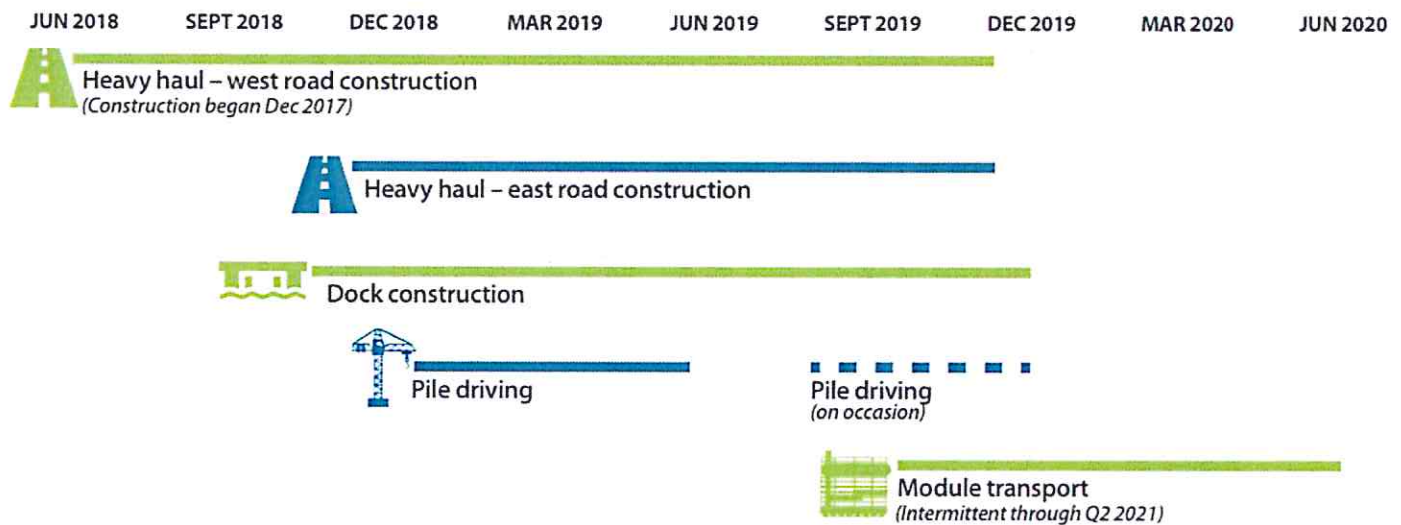 JUN 2018 SEPT 2018 DEC 2018 MAR 2019 JUN 2019 SEPT 2019 DEC 2019 MAR 2020 JUN 2020
Heavy haul – west road construction
(Construction began Dec 2017)
Heavy haul – east road construction
Dock construction
Pile driving
Pile driving
(on occasion)
Module transport
(Intermittent through Q2 2021)